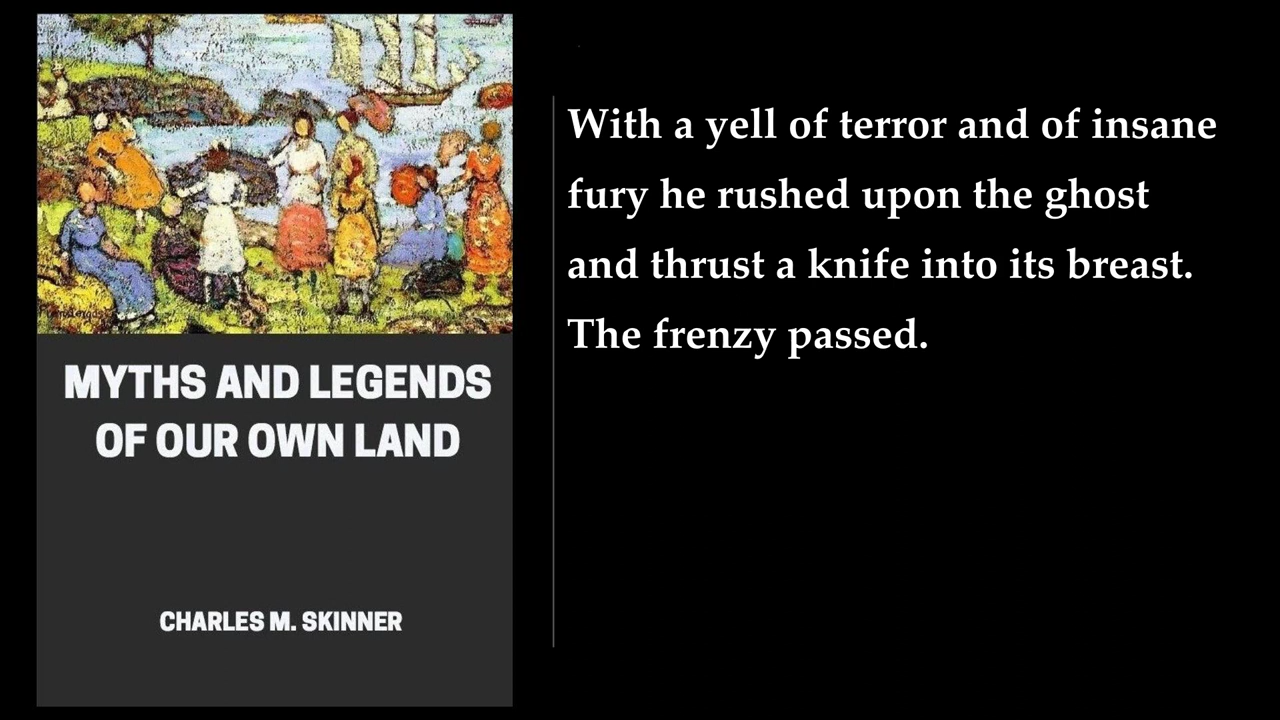 MYTHS AND LEGENDS
OF OUR OWN LAND
CHARLES M. SKINNER
With a yell of terror and of insane
fury he rushed upon the ghost
and thrust a knife into its breast.
The frenzy passed.